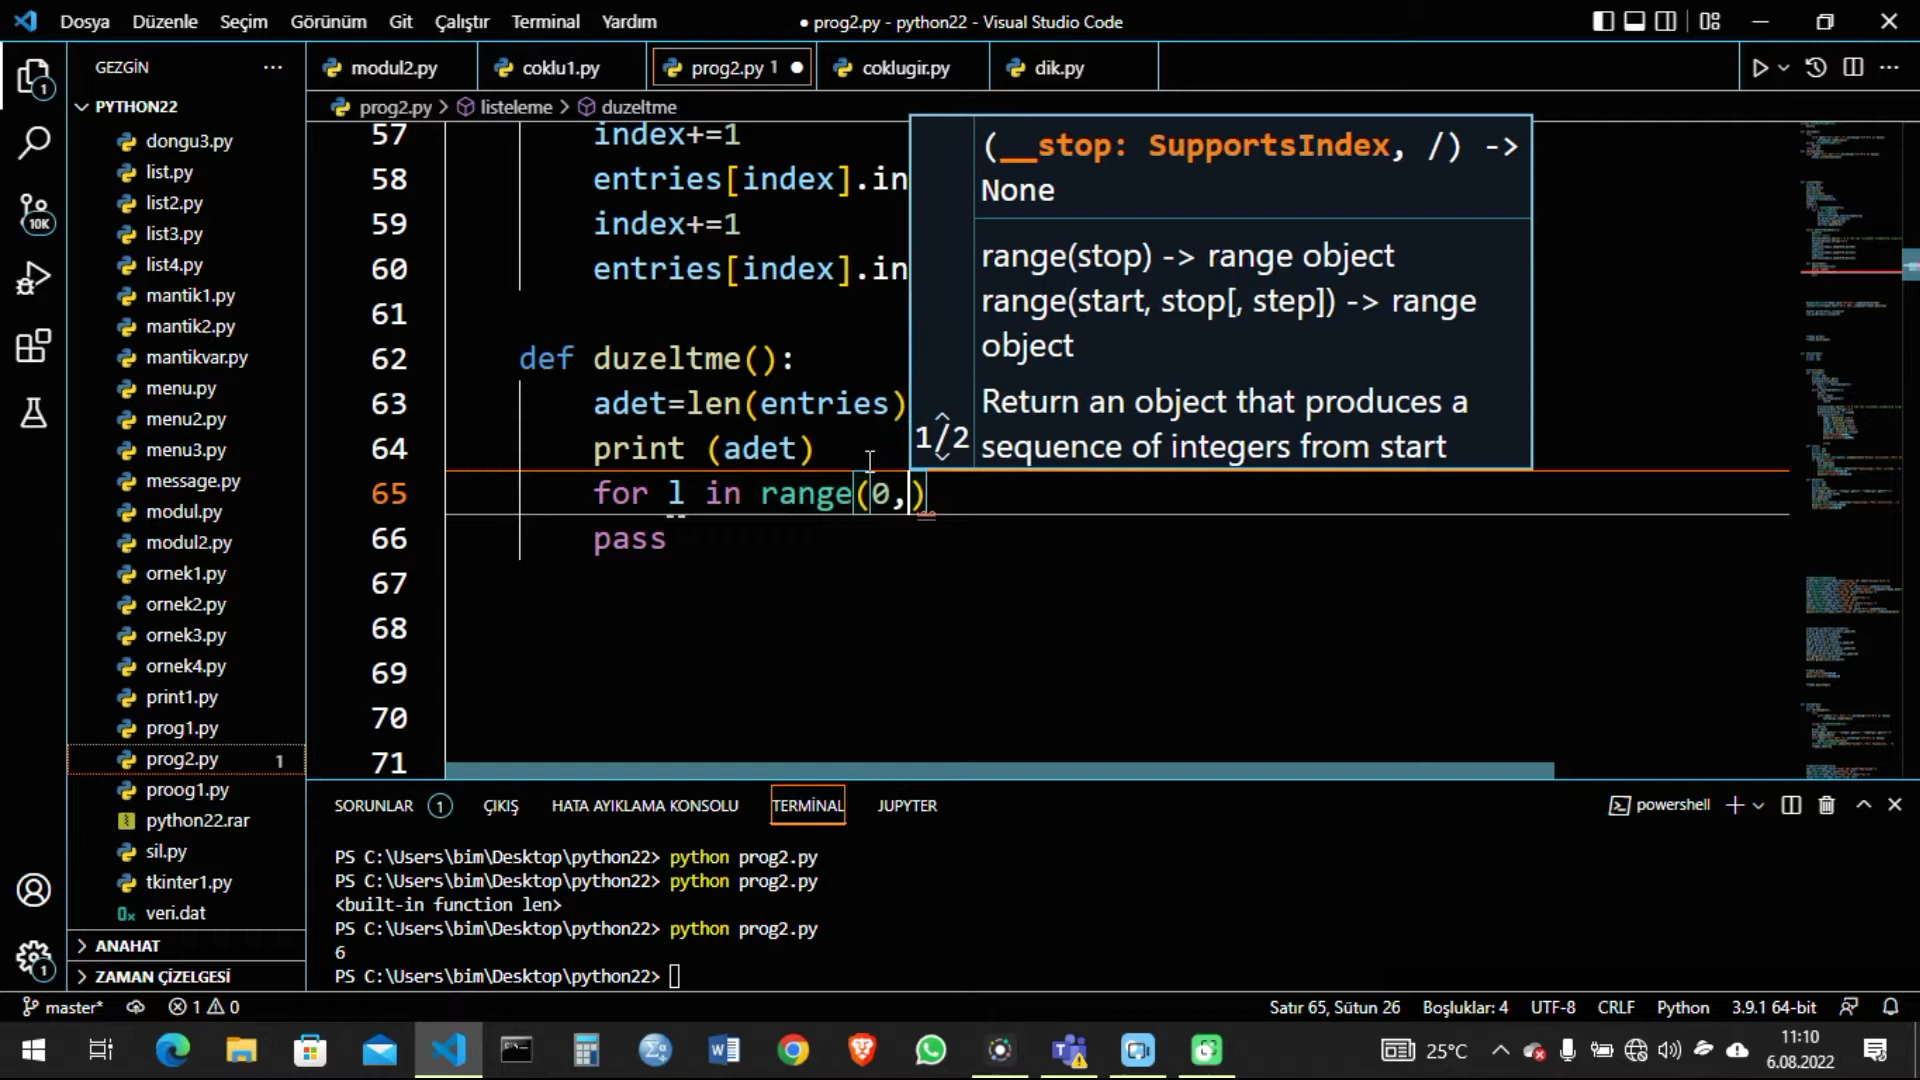 Dosya Düzenle Seçim Görünüm Git Çalıştır Terminal Yardım
● prog2.py - python22 - Visual Studio Code
GEZGİN ···
PYTHON22
dongu3.py
list.py
list2.py
list3.py
list4.py
mantik1.py
mantik2.py
mantikvar.py
menu.py
menu2.py
menu3.py
message.py
modul.py
modul2.py
ornek1.py
ornek2.py
ornek3.py
ornek4.py
print1.py
prog1.py
prog2.py 1
proog1.py
python22.rar
sil.py
tkinter1.py
veri.dat
ANAHAT
ZAMAN ÇİZELGESİ
1
10K
1
modul2.py coklu1.py prog2.py 1 ● coklugir.py dik.py
prog2.py > listeleme > duzeltme
57 index+=1
58 entries[index].in
59 index+=1
60 entries[index].in
61
62 def duzeltme():
63 adet=len(entries)
64 print (adet)
65 for l in range(0,)
66 pass
67
68
69
70
71
(__stop: SupportsIndex, /) ->
None
range(stop) -> range object
range(start, stop[, step]) -> range
object
Return an object that produces a
1/2 sequence of integers from start
SORUNLAR 1 ÇIKIŞ HATA AYIKLAMA KONSOLU TERMİNAL JUPYTER
powershell
PS C:\Users\bim\Desktop\python22> python prog2.py
PS C:\Users\bim\Desktop\python22> python prog2.py
<built-in function len>
PS C:\Users\bim\Desktop\python22> python prog2.py
6
PS C:\Users\bim\Desktop\python22>
master* 1 0
Satır 65, Sütun 26 Boşluklar: 4 UTF-8 CRLF Python 3.9.1 64-bit
25°C
11:10
6.08.2022